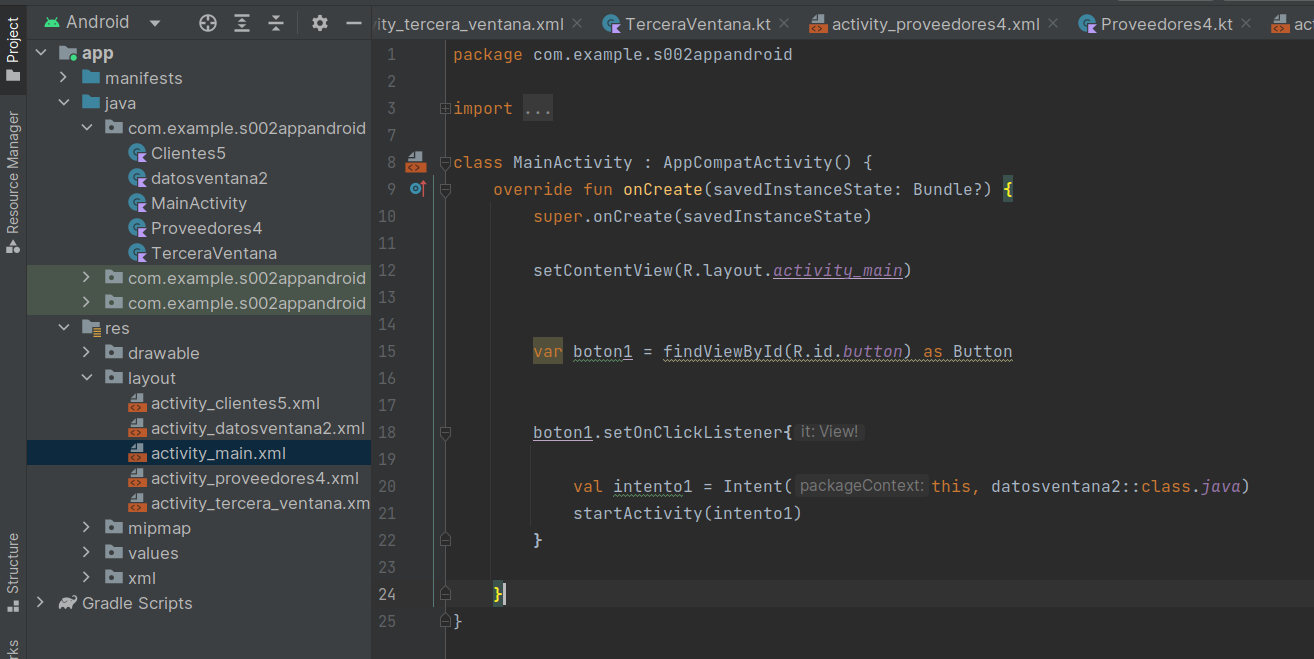 Project
Resource Manager
Structure
rks
Android
app
manifests
java
com.example.s002appandroid
Clientes5
datosventana2
MainActivity
Proveedores4
TerceraVentana
com.example.s002appandroid
com.example.s002appandroid
res
drawable
layout
activity_clientes5.xml
activity_datosventana2.xml
activity_main.xml
activity_proveedores4.xml
activity_tercera_ventana.xm
mipmap
values
xml
Gradle Scripts
ity_tercera_ventana.xml TerceraVentana.kt activity_proveedores4.xml Proveedores4.kt ac
1 package com.example.s002appandroid
2
3 import ...
7
8 class MainActivity : AppCompatActivity() {
9 override fun onCreate(savedInstanceState: Bundle?) {
10 super.onCreate(savedInstanceState)
11
12 setContentView(R.layout.activity_main)
13
14
15 var boton1 = findViewById(R.id.button) as Button
16
17
18 boton1.setOnClickListener{ it: View!
19
20 val intento1 = Intent( packageContext: this, datosventana2::class.java)
21 startActivity(intento1)
22 }
23
24 }
25 }